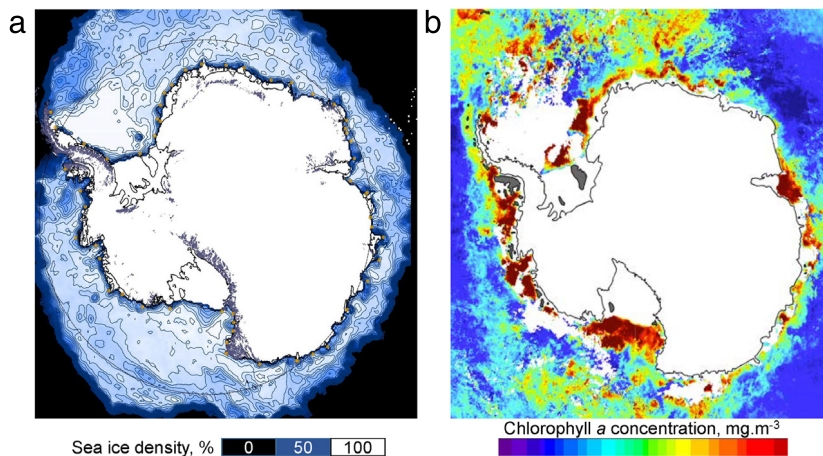 a
b
Chlorophyll a concentration, mg.m-3
Sea ice density, % 0 50 100